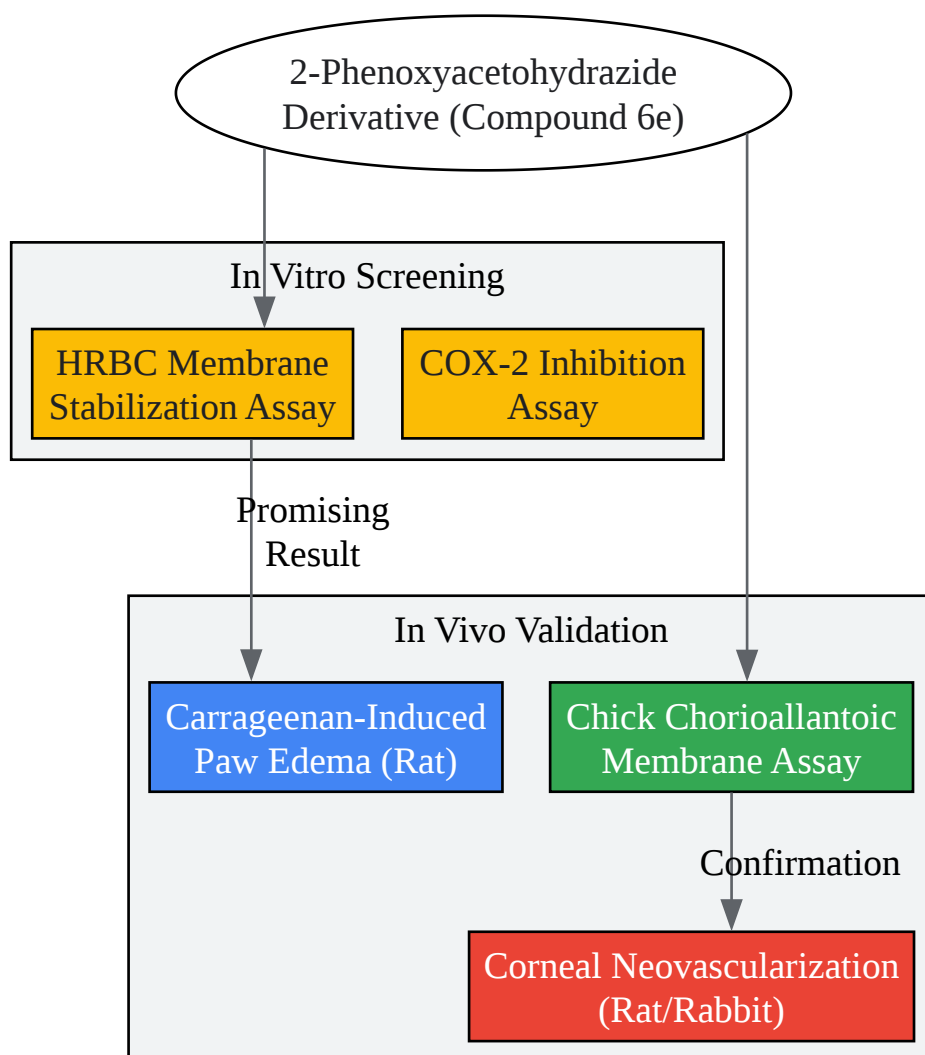 2-Phenoxyacetohydrazide
Derivative (Compound 6e)
In Vitro Screening
HRBC Membrane
Stabilization Assay
COX-2 Inhibition
Assay
Promising
Result
In Vivo Validation
Carrageenan-Induced
Paw Edema (Rat)
Chick Chorioallantoic
Membrane Assay
Confirmation
Corneal Neovascularization
(Rat/Rabbit)